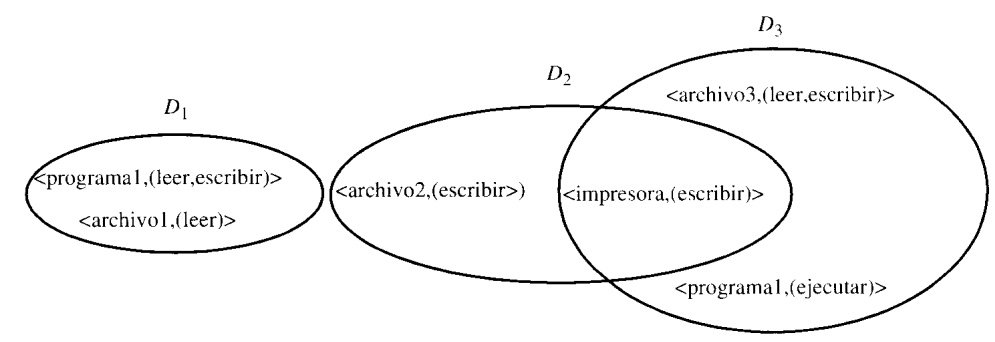 D1
<programa1,(leer,escribir)>
<archivo1,(leer)>
D2
<archivo2,(escribir>)
<impresora,(escribir)>
D3
<archivo3,(leer,escribir)>
<programa1,(ejecutar)>